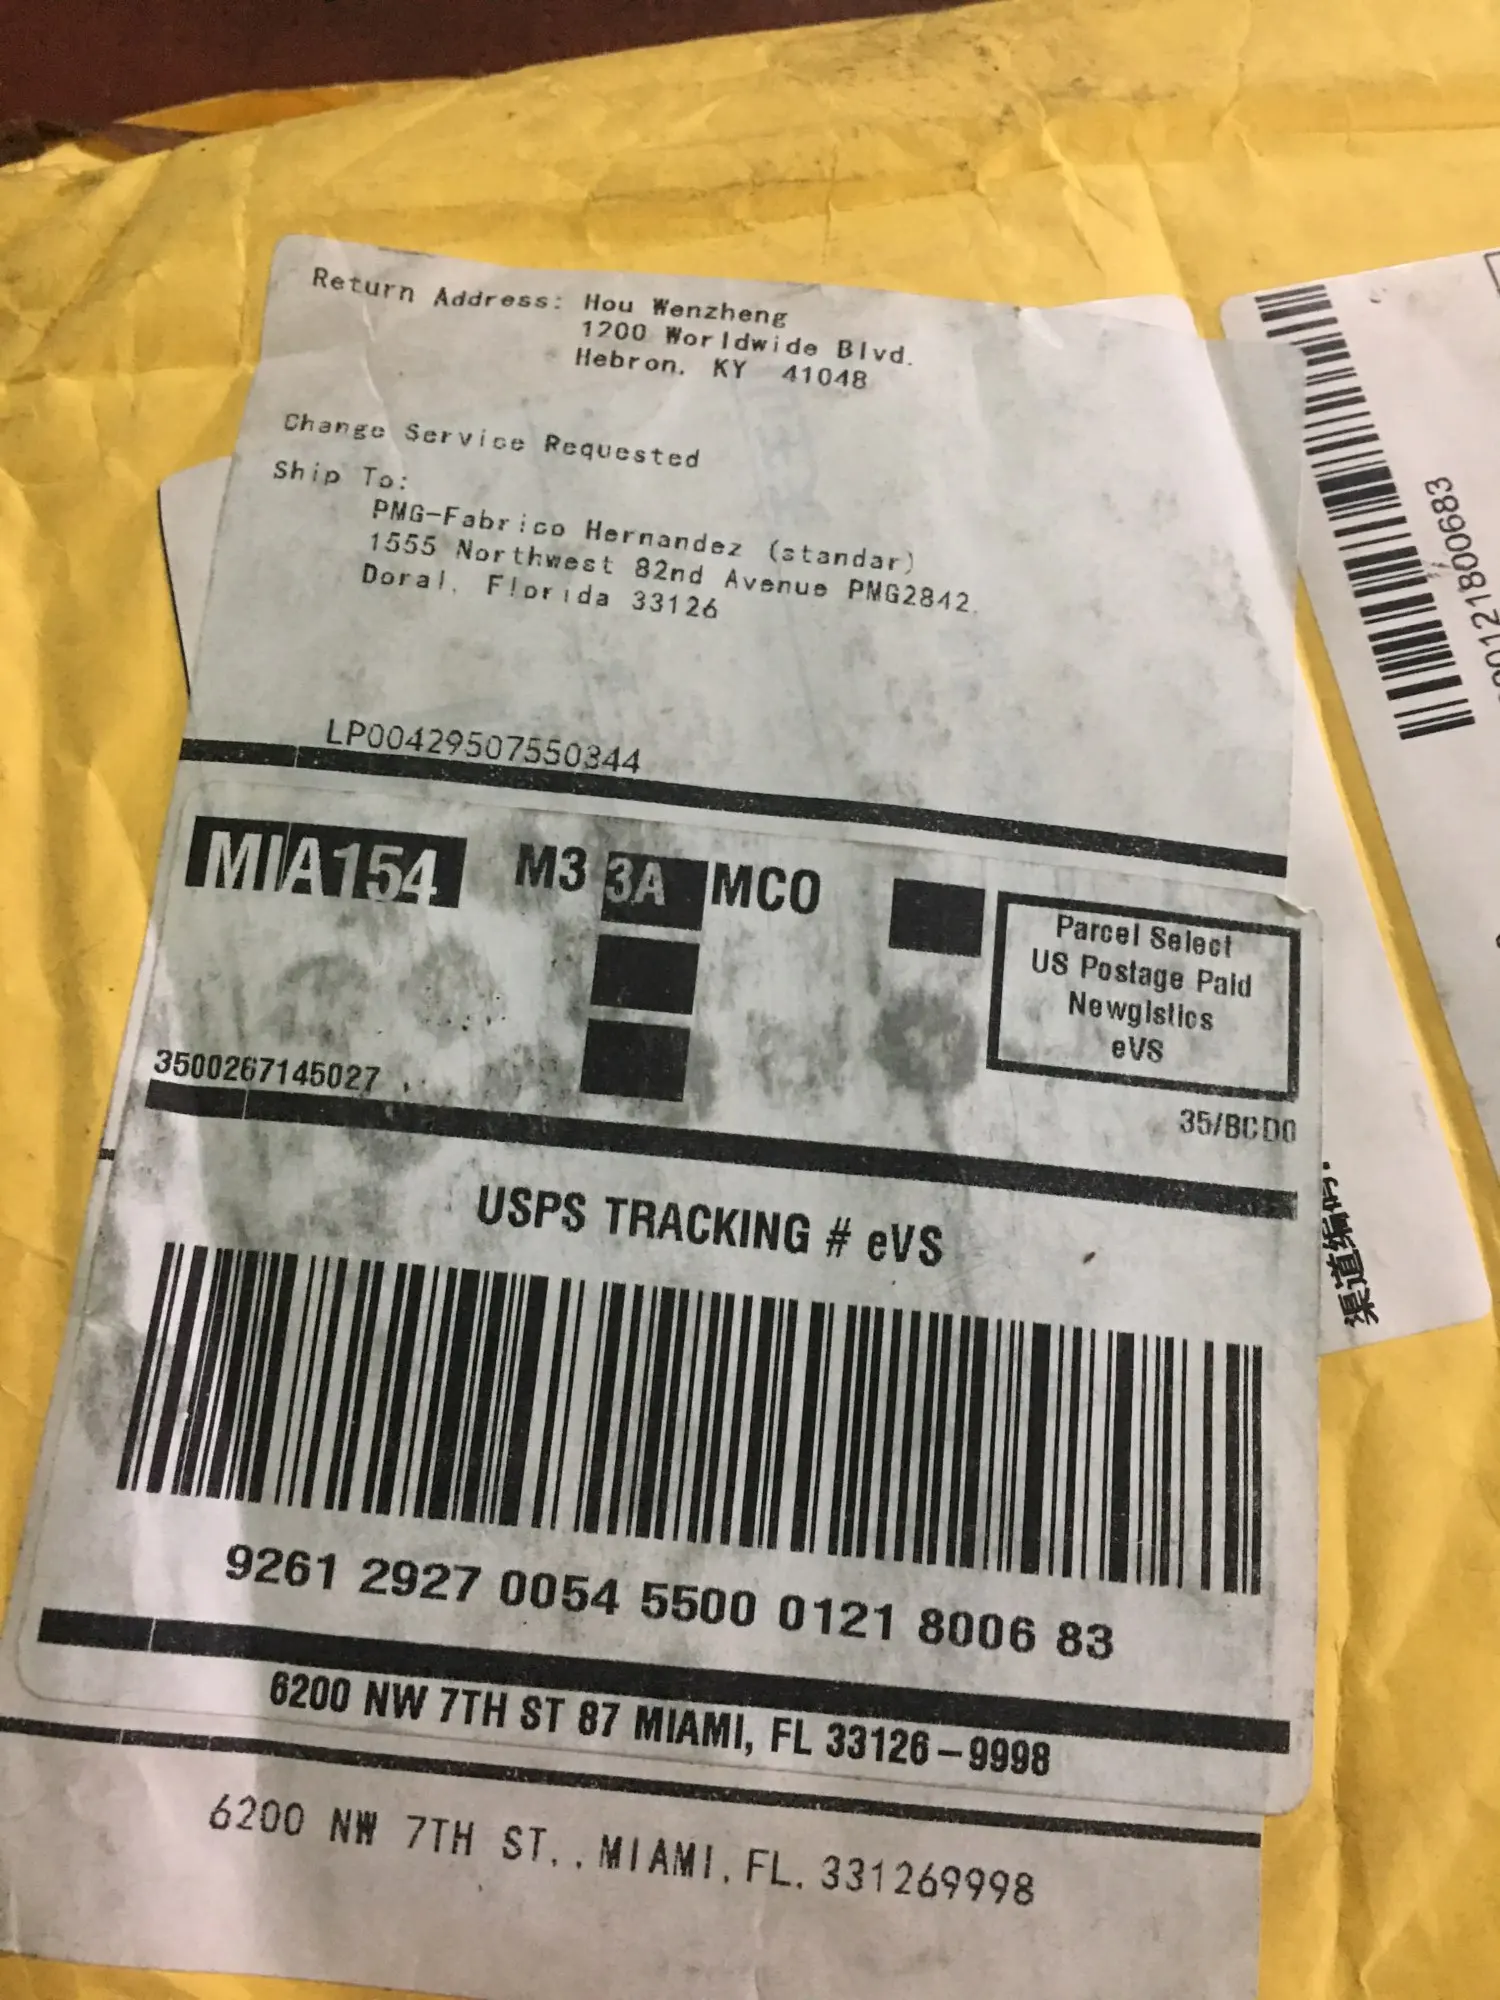 Return Address: Hou Wenzheng
1200 Worldwide Blvd.
Hebron, KY 41048
Change Service Requested
Ship To:
PMG-Fabrico Hernandez (standar)
1555 Northwest 82nd Avenue PMG2842
Doral, Florida 33126
LP00429507550344
MIA154 M3 3A MCO
Parcel Select
US Postage Paid
Newgistics
eVS
3500267145027
35/BCD0
USPS TRACKING # eVS
9261 2927 0054 5500 0121 8006 83
6200 NW 7TH ST 87 MIAMI, FL 33126-9998
6200 NW 7TH ST, , MIAMI, FL, 331269998
00121800683
渠道编码: